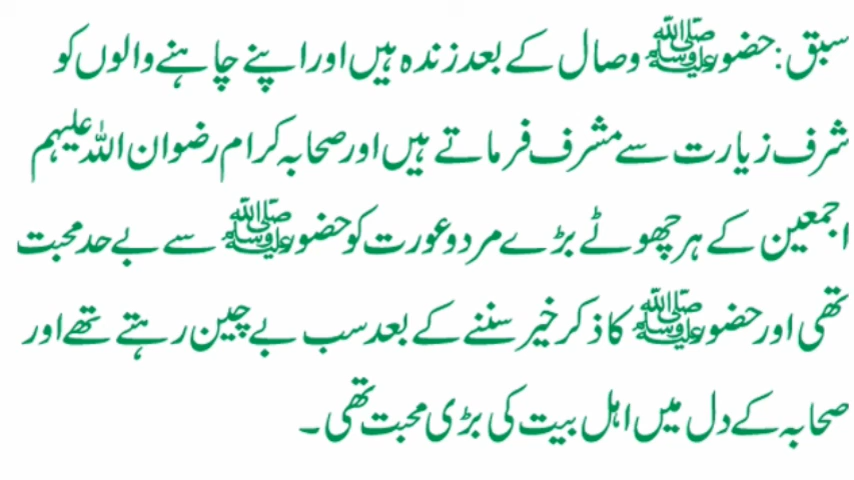 سبق: حضور ﷺ وصال کے بعد زندہ ہیں اور اپنے چاہنے والوں کو
شرف زیارت سے مشرف فرماتے ہیں اور صحابہ کرام رضوان اللہ علیہم
اجمعین کے ہر چھوٹے بڑے مرد و عورت کو حضور ﷺ سے بے حد محبت
تھی اور حضور ﷺ کا ذکر خیر سننے کے بعد سب بے چین رہتے تھے اور
صحابہ کے دل میں اہل بیت کی بڑی محبت تھی۔